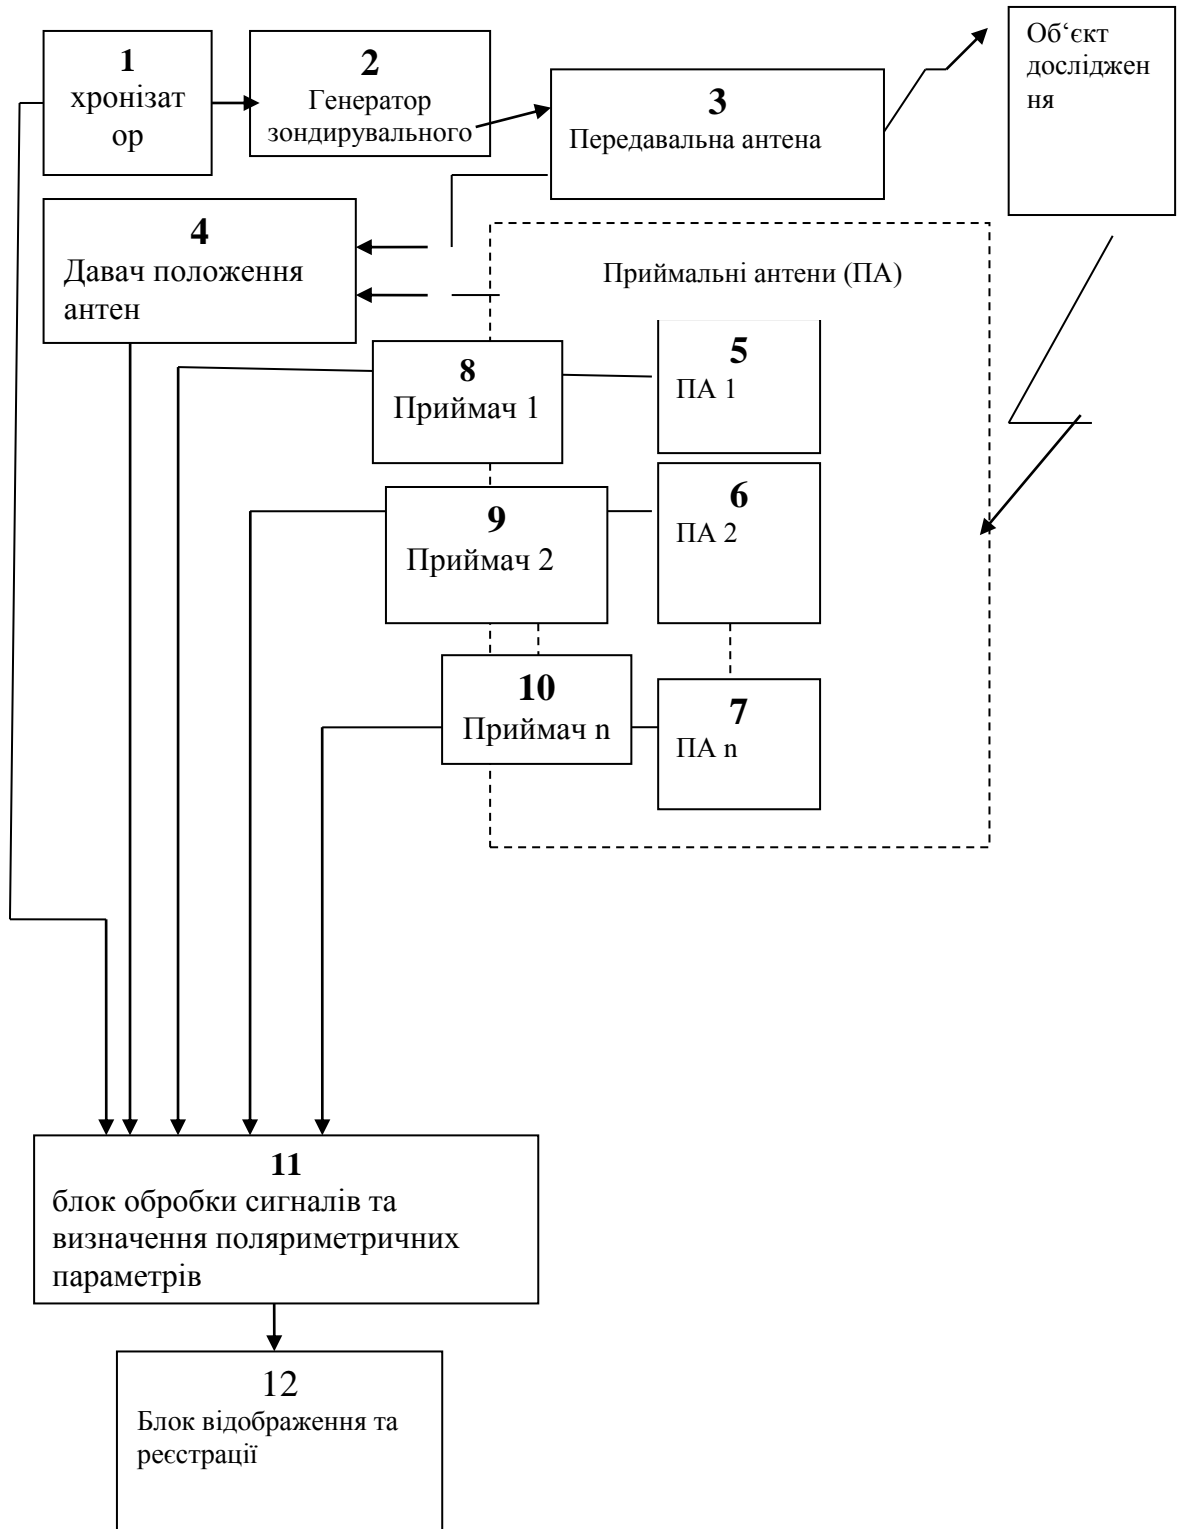 1
хронізат
ор
2
Генератор
зондирувального
3
Передавальна антена
Об‘єкт
досліджен
ня
4
Давач положення
антен
Приймальні антени (ПА)
5
ПА 1
8
Приймач 1
6
ПА 2
9
Приймач 2
10
Приймач n
7
ПА n
11
блок обробки сигналів та
визначення поляриметричних
параметрів
12
Блок відображення та
реєстрації